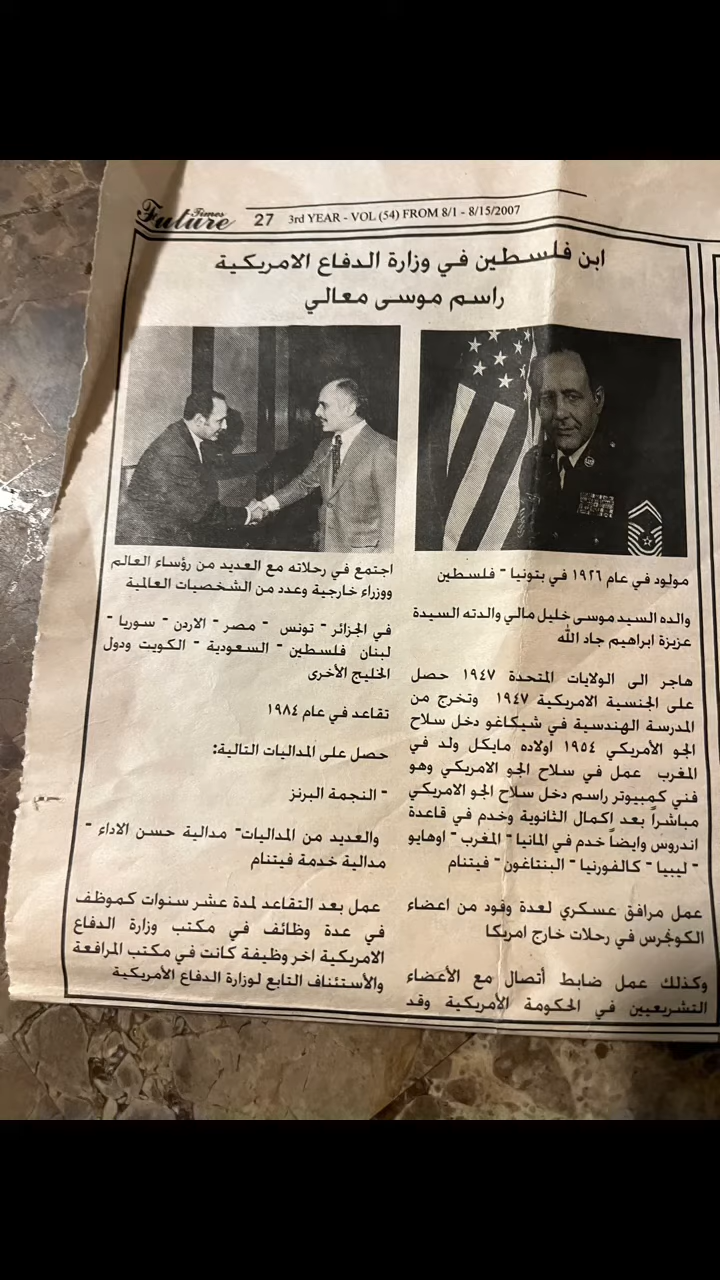 Future Times
27 3rd YEAR - VOL (54) FROM 8/1 - 8/15/2007
ابن فلسطين في وزارة الدفاع الامريكية
راسم موسى معالي
مولود في عام ١٩٢٦ في بتونيا - فلسطين
والده السيد موسى خليل مالي والدته السيدة
عزيزة ابراهيم جاد الله
هاجر الى الولايات المتحدة ١٩٤٧ حصل
على الجنسية الامريكية ١٩٤٧ وتخرج من
المدرسة الهندسية في شيكاغو دخل سلاح
الجو الأمريكي ١٩٥٤ اولاده مايكل ولد في
المغرب عمل في سلاح الجو الامريكي وهو
فني كمبيوتر راسم دخل سلاح الجو الامريكي
مباشراً بعد اكمال الثانوية وخدم في قاعدة
اندروس وايضاً خدم في المانيا - المغرب - اوهايو
- ليبيا - كالفورنيا - البنتاغون - فيتنام
عمل مرافق عسكري لعدة وفود من اعضاء
الكونجرس في رحلات خارج امريكا
وكذلك عمل ضابط أتصال مع الأعضاء
التشريعيين في الحكومة الأمريكية وقد
اجتمع في رحلاته مع العديد من رؤساء العالم
ووزراء خارجية وعدد من الشخصيات العالمية
في الجزائر - تونس - مصر - الاردن - سوريا -
لبنان فلسطين - السعودية - الكويت ودول
الخليج الأخرى
تقاعد في عام ١٩٨٤
حصل على المداليات التالية:
- النجمة البرنز
والعديد من المداليات- مدالية حسن الاداء -
مدالية خدمة فيتنام
عمل بعد التقاعد لمدة عشر سنوات كموظف
في عدة وظائف في مكتب وزارة الدفاع
الامريكية اخر وظيفة كانت في مكتب المرافعة
والأستئناف التابع لوزارة الدفاع الأمريكية